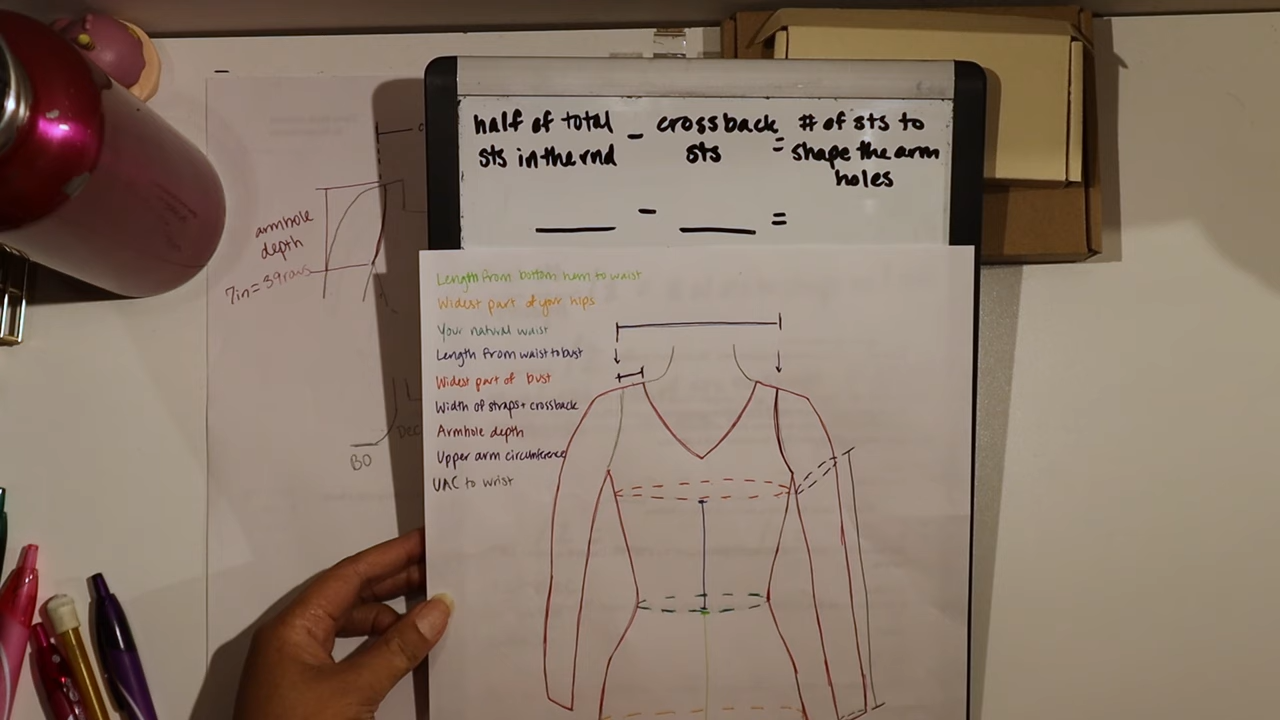 half of total
sts in the rnd
-
crossback
sts
=
# of sts to
shape the arm
holes
- =
Length from bottom hem to waist
Widest part of your hips
Your natural waist
Length from waist to bust
Widest part of bust
Width of straps + crossback
Armhole depth
Upper arm circumference
UAC to wrist
armhole
depth
7in = 39 rows
BO
Dec